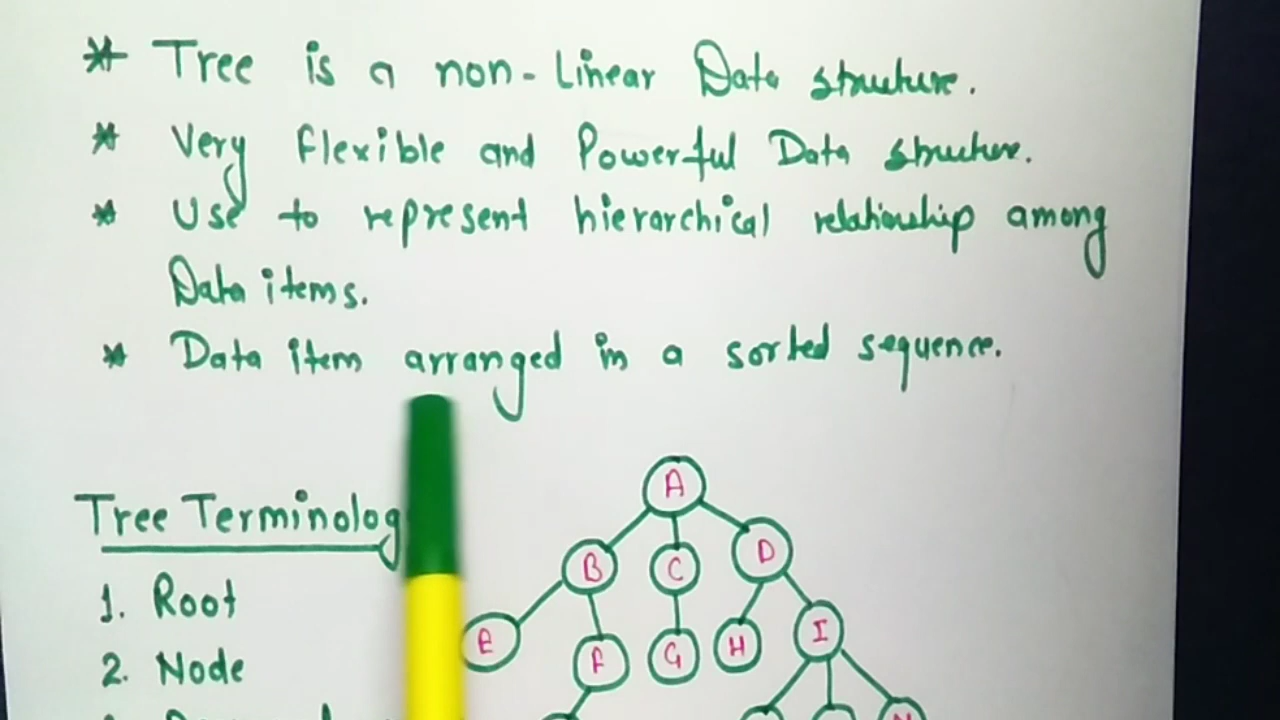 * Tree is a non-Linear Data structure.
* Very flexible and Powerful Data structure.
* Use to represent hierarchical relationship among
Data items.
* Data item arranged in a sorted sequence.
Tree Terminolog
1. Root
2. Node
A
B C D
E F G H I
N